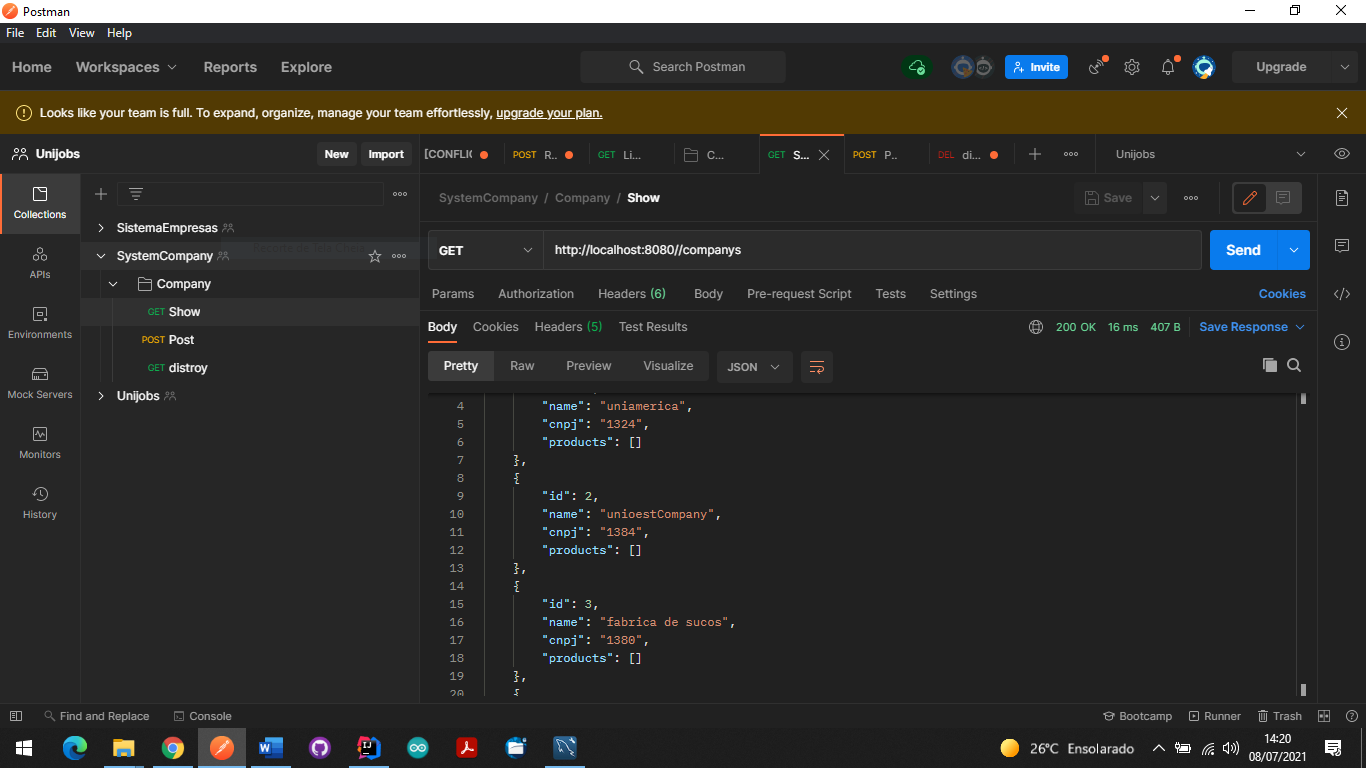 Postman
File Edit View Help
Home Workspaces Reports Explore Search Postman Invite Upgrade
Looks like your team is full. To expand, organize, manage your team effortlessly, upgrade your plan.
Unijobs New Import
[CONFLIC POST R.. GET Li... C... GET S... POST P.. DEL di... Unijobs
Collections
APIs
Environments
Mock Servers
Monitors
History
SistemaEmpresas
SystemCompany
Company
GET Show
POST Post
GET distroy
Unijobs
SystemCompany / Company / Show Save
GET http://localhost:8080//companys Send
Params Authorization Headers (6) Body Pre-request Script Tests Settings Cookies
Body Cookies Headers (5) Test Results 200 OK 16 ms 407 B Save Response
Pretty Raw Preview Visualize JSON
4 "name": "uniamerica",
5 "cnpj": "1324",
6 "products": []
7 },
8 {
9 "id": 2,
10 "name": "unioestCompany",
11 "cnpj": "1384",
12 "products": []
13 },
14 {
15 "id": 3,
16 "name": "fabrica de sucos",
17 "cnpj": "1380",
18 "products": []
19 },
20 {
Find and Replace Console Bootcamp Runner Trash
26°C Ensolarado 14:20
08/07/2021